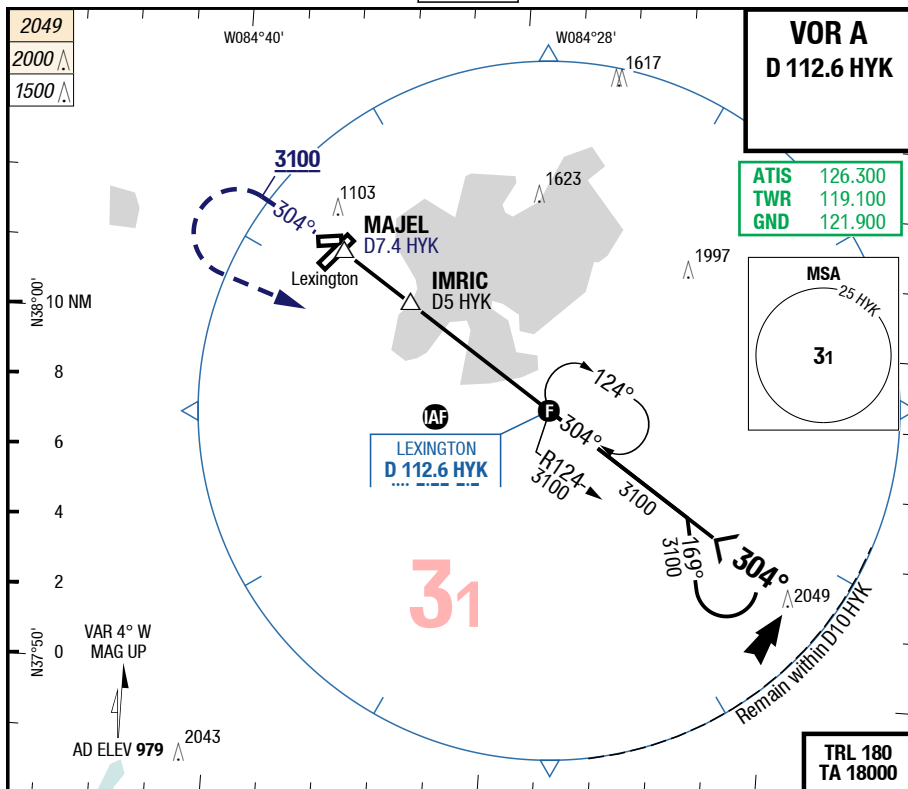 2049
2000
1500
W084°40'
W084°28'
VOR A
D 112.6 HYK
ATIS 126.300
TWR 119.100
GND 121.900
1617
3100
304°
1103
1623
MAJEL
D7.4 HYK
Lexington
IMRIC
D5 HYK
1997
MSA
25 HYK
31
N38°00'
10 NM
8
6
4
2
0
124°
F
304°
IAF
LEXINGTON
D 112.6 HYK
R124
3100
3100
169°
3100
304°
31
2049
Remain within D10 HYK
N37°50'
VAR 4° W
MAG UP
AD ELEV 979
2043
TRL 180
TA 18000